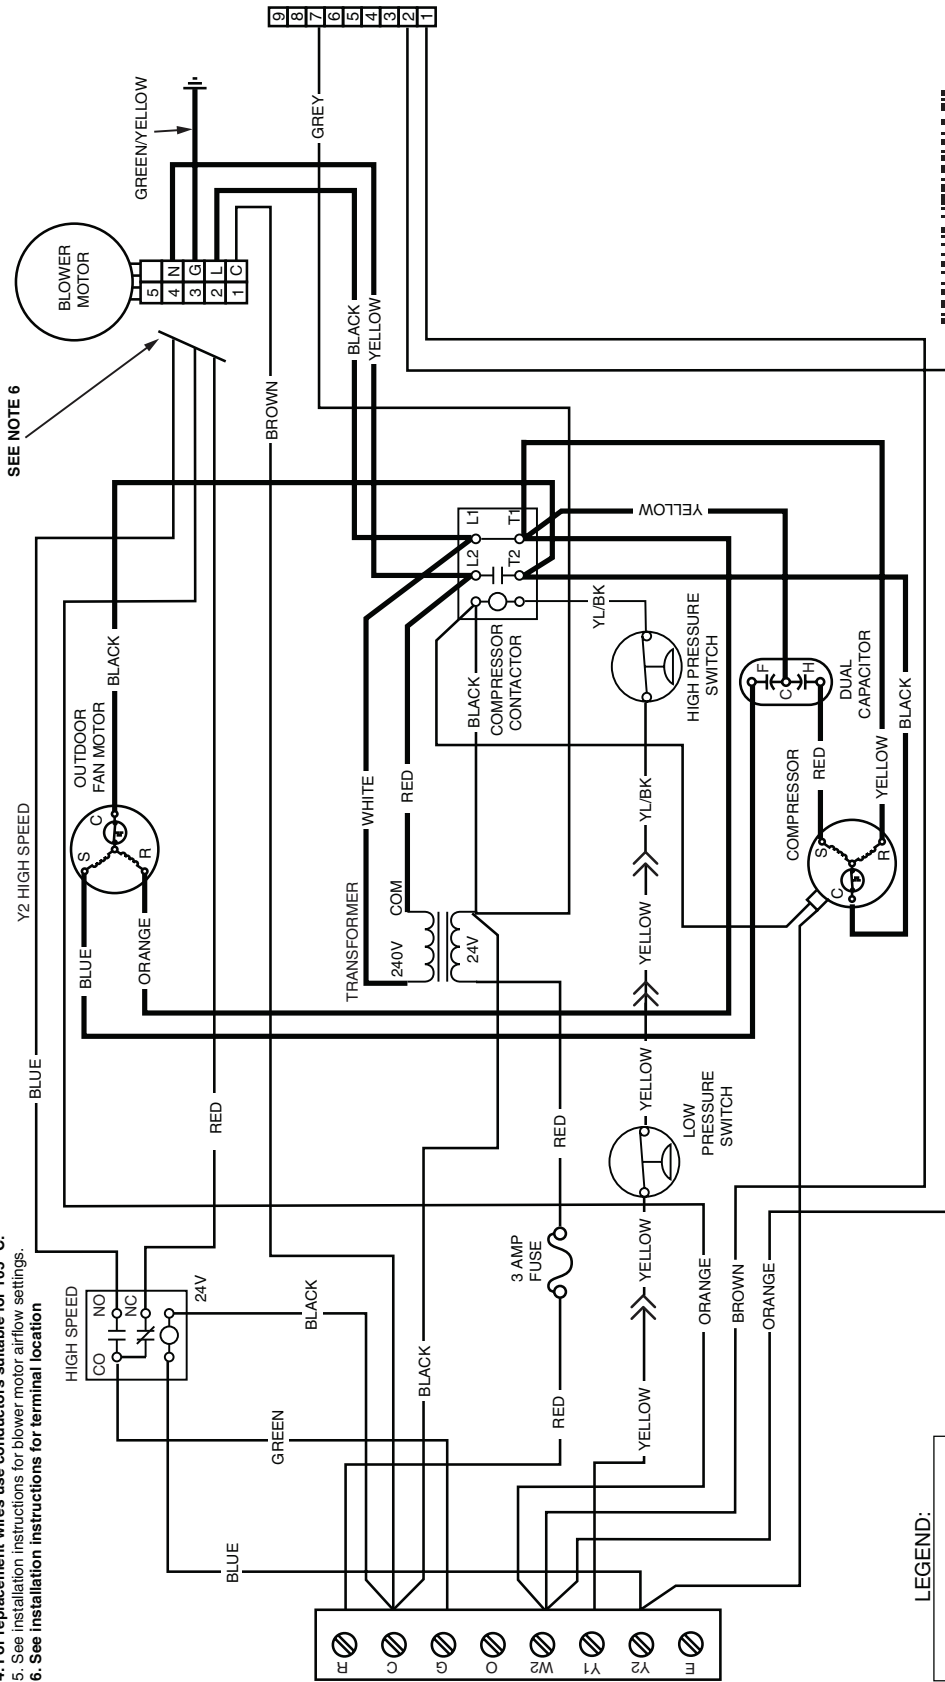 4. For replacement wires use conductors suitable for 105° C.
5. See installation instructions for blower motor airflow settings.
6. See installation instructions for terminal location
SEE NOTE 6
BLOWER
MOTOR
5
4
3
2
1
N
G
L
C
GREEN/YELLOW
9
8
7
6
5
4
3
2
1
GREY
BLACK
YELLOW
BROWN
Y2 HIGH SPEED
BLUE
RED
OUTDOOR
FAN MOTOR
BLACK
C
S
R
BLUE
ORANGE
HIGH SPEED
CO
NO
NC
24V
BLACK
GREEN
BLUE
BLACK
TRANSFORMER
240V
COM
24V
WHITE
RED
BLACK
L2
L1
T2
T1
COMPRESSOR
CONTACTOR
YL/BK
HIGH PRESSURE
SWITCH
YL/BK
YELLOW
YELLOW
LOW
PRESSURE
SWITCH
YELLOW
YELLOW
RED
3 AMP
FUSE
RED
YELLOW
F
C
H
DUAL
CAPACITOR
COMPRESSOR
RED
YELLOW
BLACK
S
C
R
ORANGE
BROWN
ORANGE
R
C
G
O
W2
Y1
Y2
E
LEGEND: